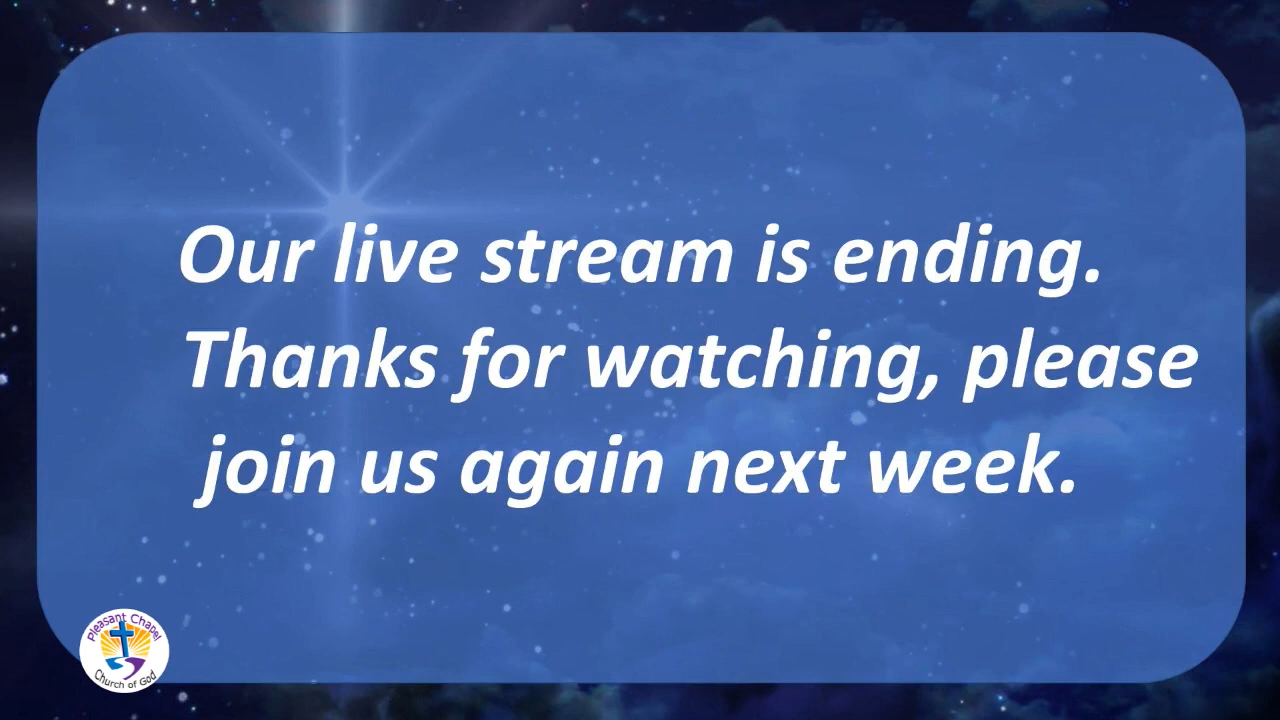 Our live stream is ending.
Thanks for watching, please
join us again next week.
Pleasant Chapel
Church of God